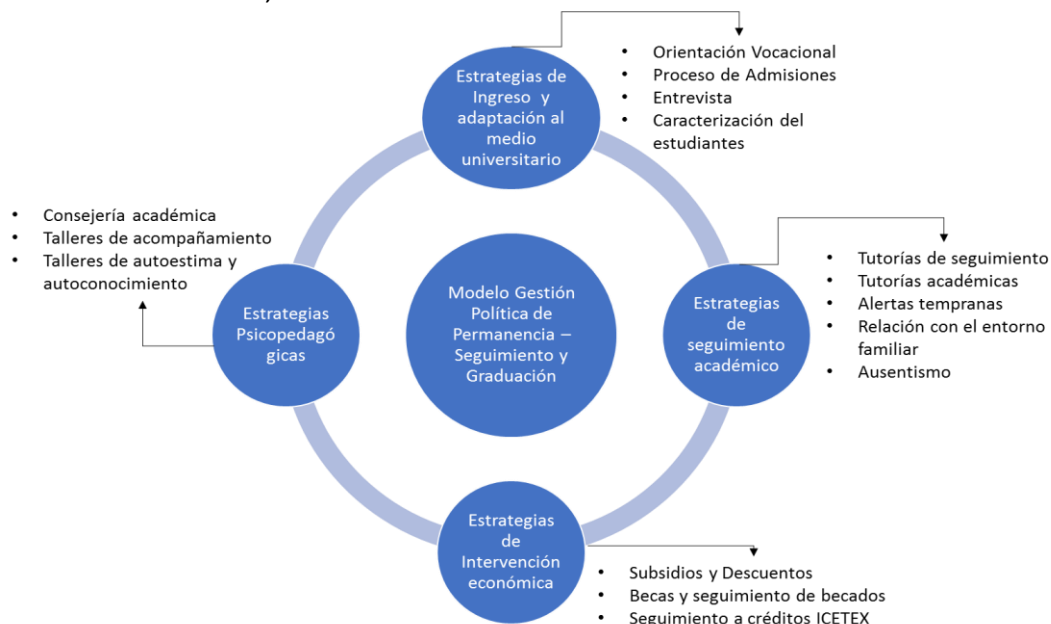 Estrategias de
Ingreso y
adaptación al
medio
universitario
• Orientación Vocacional
• Proceso de Admisiones
• Entrevista
• Caracterización del
estudiantes
• Consejería académica
• Talleres de acompañamiento
• Talleres de autoestima y
autoconocimiento
Estrategias
Psicopedagó
gicas
Modelo Gestión
Política de
Permanencia –
Seguimiento y
Graduación
Estrategias
de
seguimiento
académico
• Tutorías de seguimiento
• Tutorías académicas
• Alertas tempranas
• Relación con el entorno
familiar
• Ausentismo
Estrategias
de
Intervención
económica
• Subsidios y Descuentos
• Becas y seguimiento de becados
• Seguimiento a créditos ICETEX